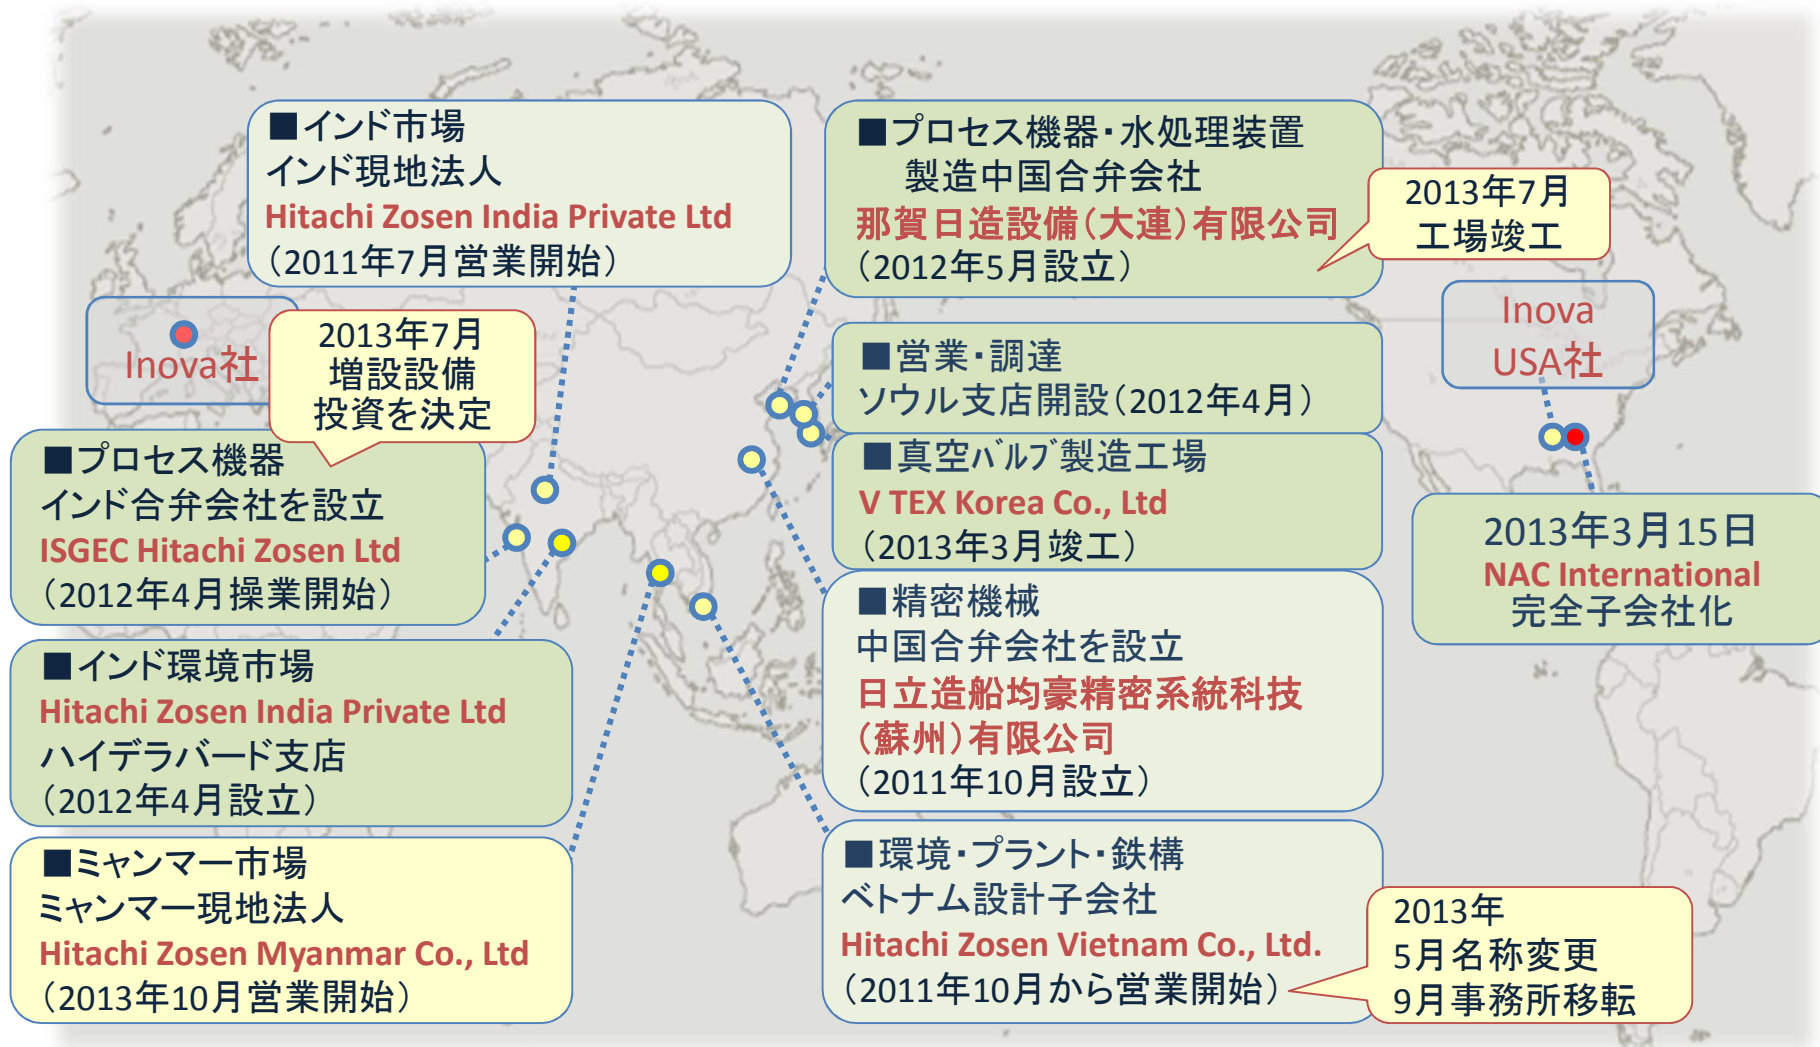 ■インド市場
インド現地法人
Hitachi Zosen India Private Ltd
（2011年7月営業開始）
■プロセス機器・水処理装置
製造中国合弁会社
那賀日造設備（大連）有限公司
（2012年5月設立）
2013年7月
工場竣工
Inova社
2013年7月
増設設備
投資を決定
■営業・調達
ソウル支店開設（2012年4月）
Inova
USA社
■プロセス機器
インド合弁会社を設立
ISGEC Hitachi Zosen Ltd
（2012年4月操業開始）
■真空ﾊﾞﾙﾌﾞ製造工場
V TEX Korea Co., Ltd
（2013年3月竣工）
2013年3月15日
NAC International
完全子会社化
■精密機械
中国合弁会社を設立
日立造船均豪精密系統科技
（蘇州）有限公司
（2011年10月設立）
■インド環境市場
Hitachi Zosen India Private Ltd
ハイデラバード支店
（2012年4月設立）
■ミャンマー市場
ミャンマー現地法人
Hitachi Zosen Myanmar Co., Ltd
（2013年10月営業開始）
■環境・プラント・鉄構
ベトナム設計子会社
Hitachi Zosen Vietnam Co., Ltd.
（2011年10月から営業開始）
2013年
5月名称変更
9月事務所移転